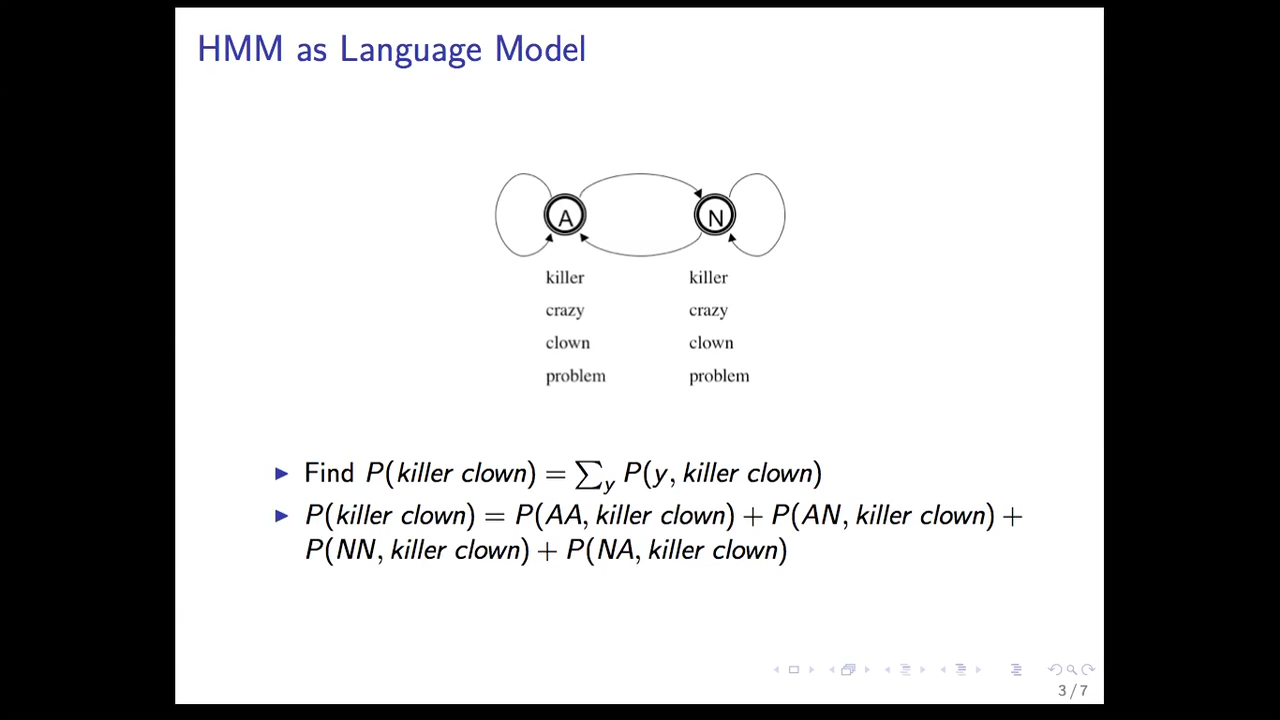 HMM as Language Model
A N
killer killer
crazy crazy
clown clown
problem problem
▶ Find P(killer clown) = ∑_y P(y, killer clown)
▶ P(killer clown) = P(AA, killer clown) + P(AN, killer clown) +
P(NN, killer clown) + P(NA, killer clown)
3 / 7